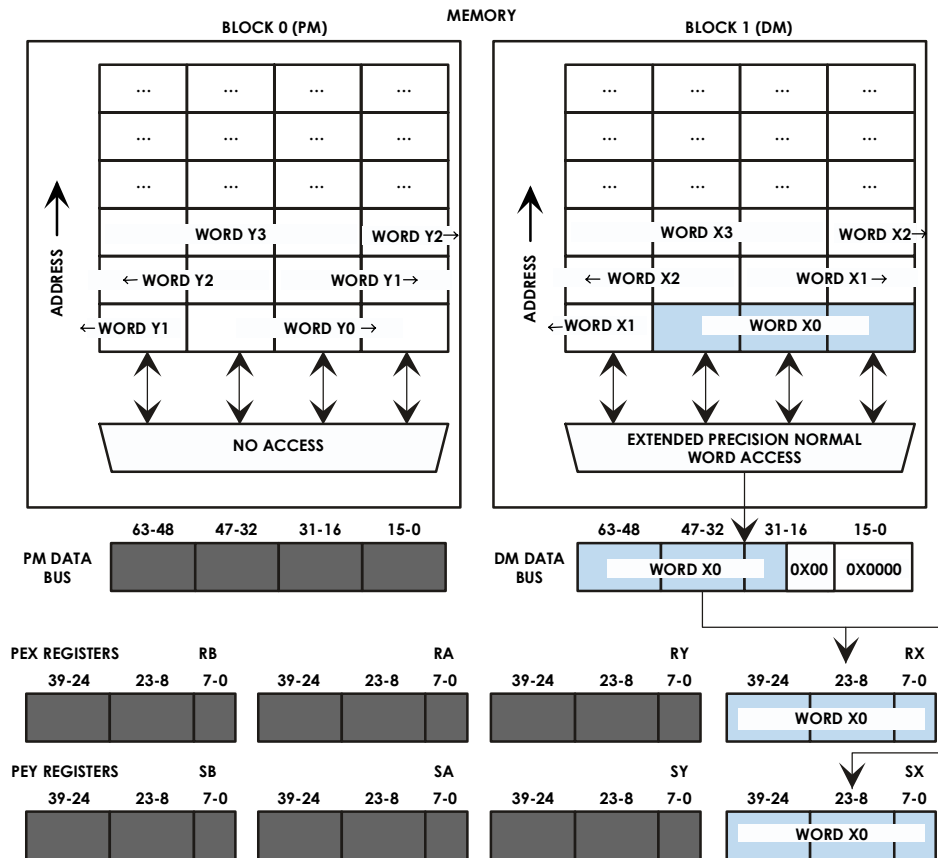 MEMORY
BLOCK 0 (PM) BLOCK 1 (DM)
... ... ... ... ... ... ... ...
... ... ... ... ... ... ... ...
... ... ... ... ... ... ... ...
WORD Y3 WORD Y2→ WORD X3 WORD X2→
ADDRESS ←WORD Y2 WORD Y1→ ADDRESS ←WORD X2 WORD X1→
←WORD Y1 WORD Y0 → ←WORD X1 WORD X0
NO ACCESS EXTENDED PRECISION NORMAL
WORD ACCESS
63-48 47-32 31-16 15-0 63-48 47-32 31-16 15-0
PM DATA DM DATA
BUS BUS WORD X0 0X00 0X0000
PEX REGISTERS RB RA RY RX
39-24 23-8 7-0 39-24 23-8 7-0 39-24 23-8 7-0 39-24 23-8 7-0
WORD X0
PEY REGISTERS SB SA SY SX
39-24 23-8 7-0 39-24 23-8 7-0 39-24 23-8 7-0 39-24 23-8 7-0
WORD X0